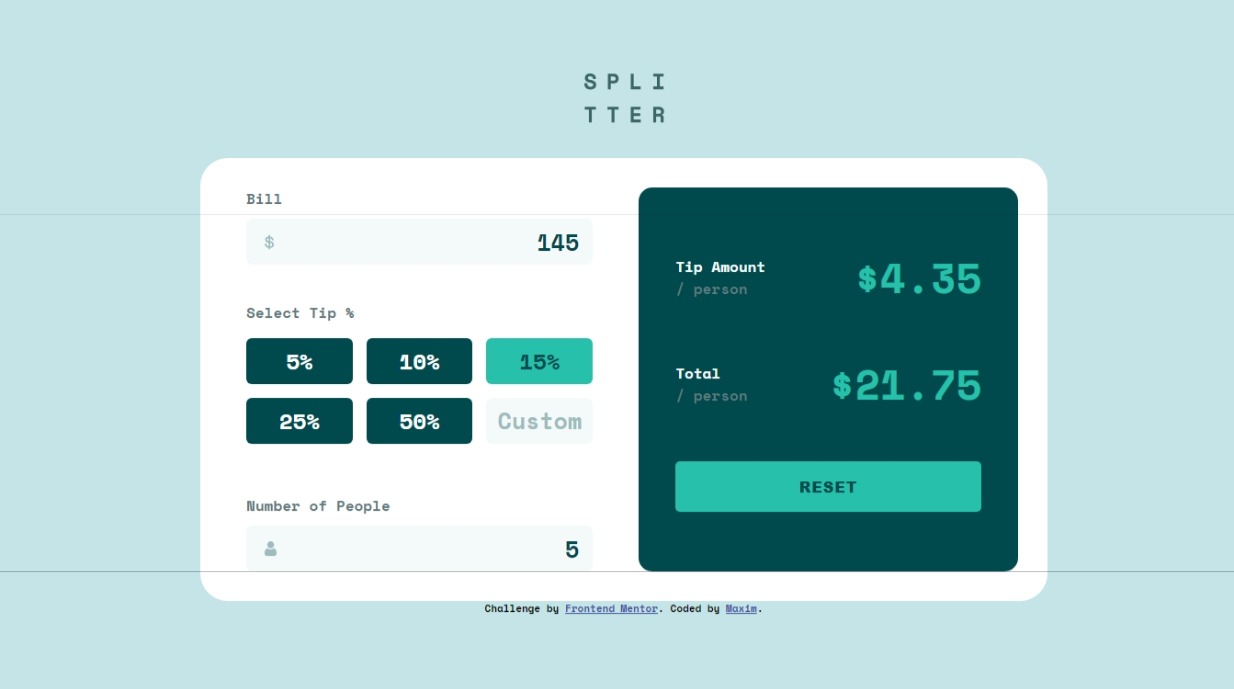 SPLI
TTER
Bill
$ 145
Select Tip %
5% 10% 15%
25% 50% Custom
Number of People
5
Tip Amount
/ person
$4.35
Total
/ person
$21.75
RESET
Challenge by Frontend Mentor. Coded by Maxim.